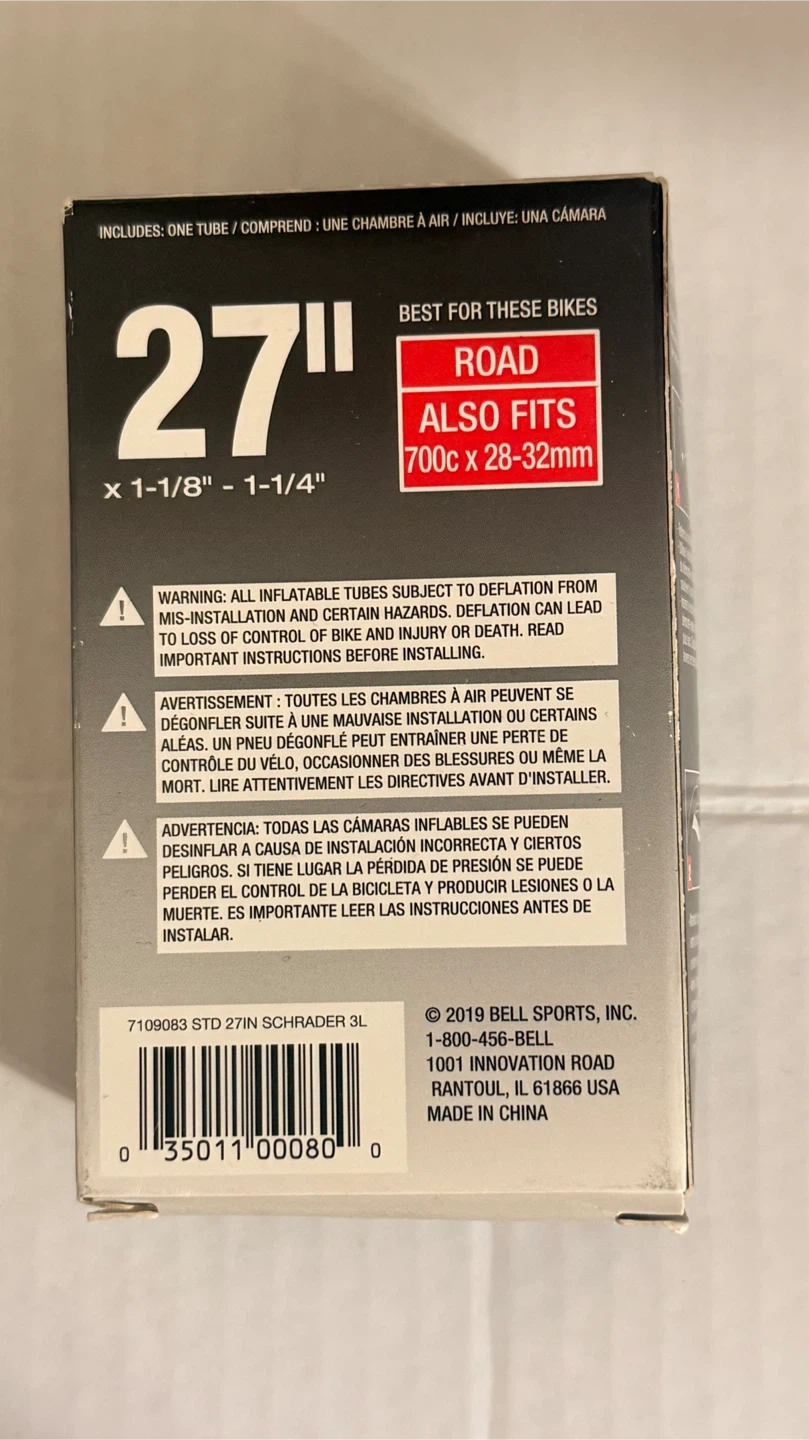 INCLUDES: ONE TUBE / COMPREND : UNE CHAMBRE À AIR / INCLUYE: UNA CÁMARA
27"
x 1-1/8" - 1-1/4"
BEST FOR THESE BIKES
ROAD
ALSO FITS
700c x 28-32mm
WARNING: ALL INFLATABLE TUBES SUBJECT TO DEFLATION FROM
MIS-INSTALLATION AND CERTAIN HAZARDS. DEFLATION CAN LEAD
TO LOSS OF CONTROL OF BIKE AND INJURY OR DEATH. READ
IMPORTANT INSTRUCTIONS BEFORE INSTALLING.
AVERTISSEMENT : TOUTES LES CHAMBRES À AIR PEUVENT SE
DÉGONFLER SUITE À UNE MAUVAISE INSTALLATION OU CERTAINS
ALÉAS. UN PNEU DÉGONFLÉ PEUT ENTRAÎNER UNE PERTE DE
CONTRÔLE DU VÉLO, OCCASIONNER DES BLESSURES OU MÊME LA
MORT. LIRE ATTENTIVEMENT LES DIRECTIVES AVANT D'INSTALLER.
ADVERTENCIA: TODAS LAS CÁMARAS INFLABLES SE PUEDEN
DESINFLAR A CAUSA DE INSTALACIÓN INCORRECTA Y CIERTOS
PELIGROS. SI TIENE LUGAR LA PÉRDIDA DE PRESIÓN SE PUEDE
PERDER EL CONTROL DE LA BICICLETA Y PRODUCIR LESIONES O LA
MUERTE. ES IMPORTANTE LEER LAS INSTRUCCIONES ANTES DE
INSTALAR.
7109083 STD 27IN SCHRADER 3L
0 35011 00080 0
© 2019 BELL SPORTS, INC.
1-800-456-BELL
1001 INNOVATION ROAD
RANTOUL, IL 61866 USA
MADE IN CHINA